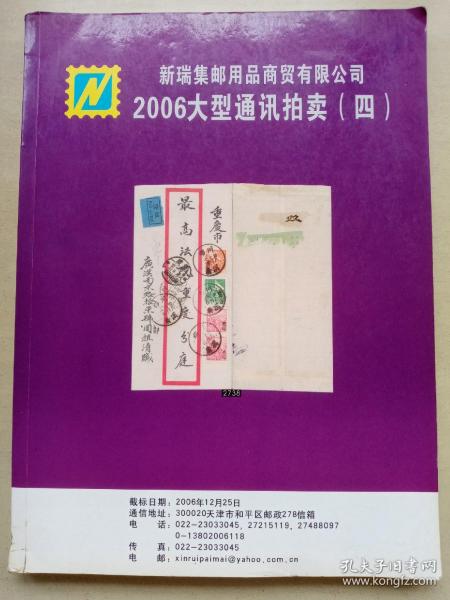 新瑞集邮用品商贸有限公司
2006大型通讯拍卖(四)
重慶市
最高法院重慶分庭
玖
2738
截标日期：2006年12月25日
通信地址：300020天津市和平区邮政278信箱
电　　话：022-23033045, 27215119, 27488097
0-13802006118
传　　真：022-23033045
电　　邮：xinruipaimai@yahoo.com.cn
孔夫子旧书网
www.kongfz.com